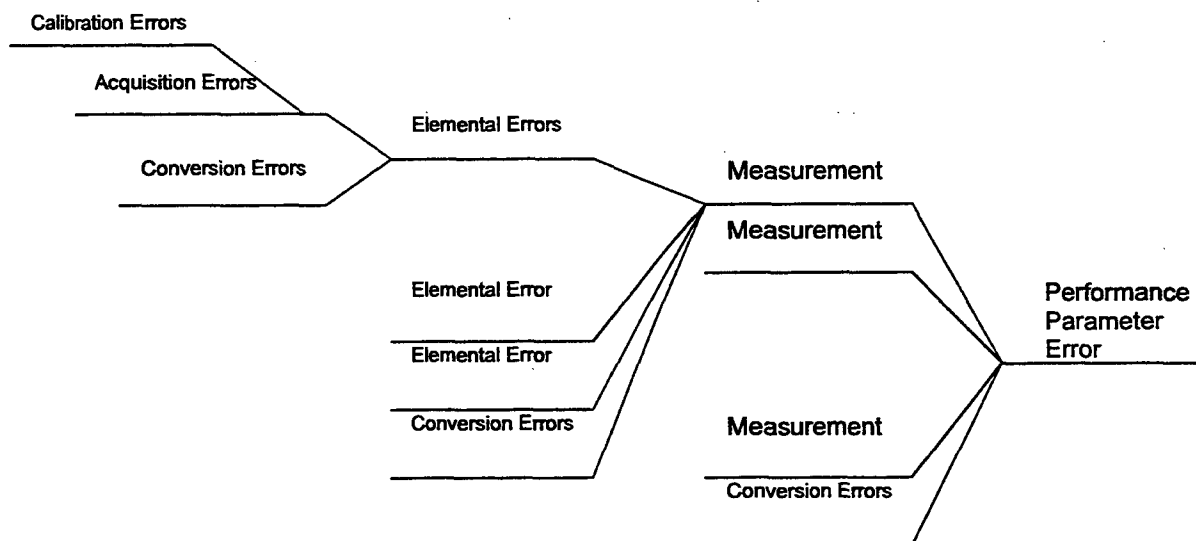 Calibration Errors
Acquisition Errors
Conversion Errors
Elemental Errors
Elemental Error
Elemental Error
Conversion Errors
Measurement
Measurement
Measurement
Conversion Errors
Performance
Parameter
Error